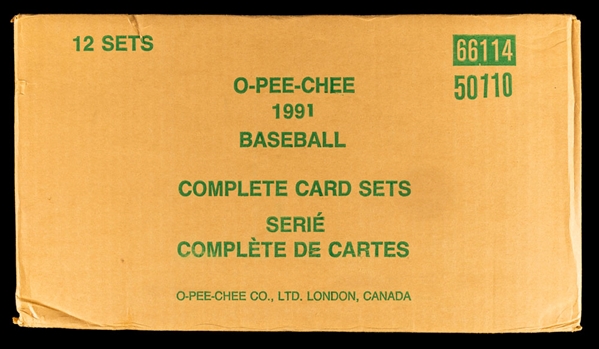 12 SETS
66114
50110
O-PEE-CHEE
1991
BASEBALL
COMPLETE CARD SETS
SERIÉ
COMPLÈTE DE CARTES
O-PEE-CHEE CO., LTD. LONDON, CANADA